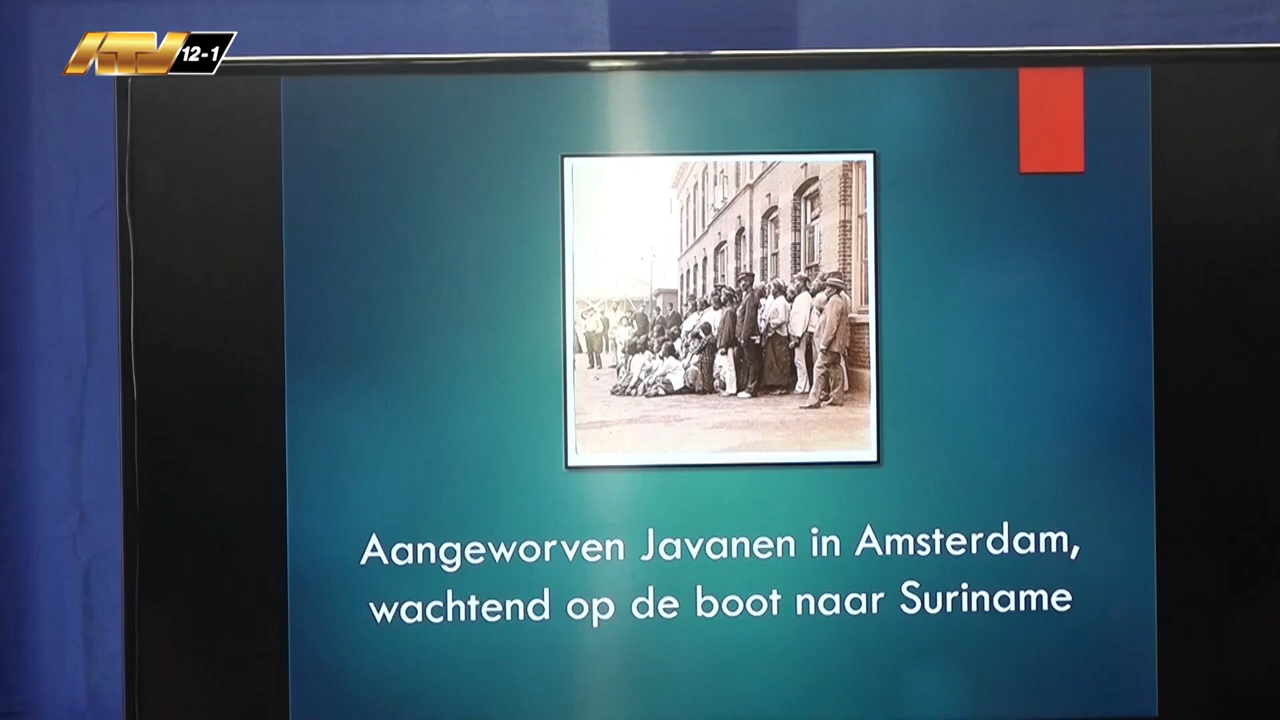 ATV 12-1
Aangeworven Javanen in Amsterdam,
wachtend op de boot naar Suriname